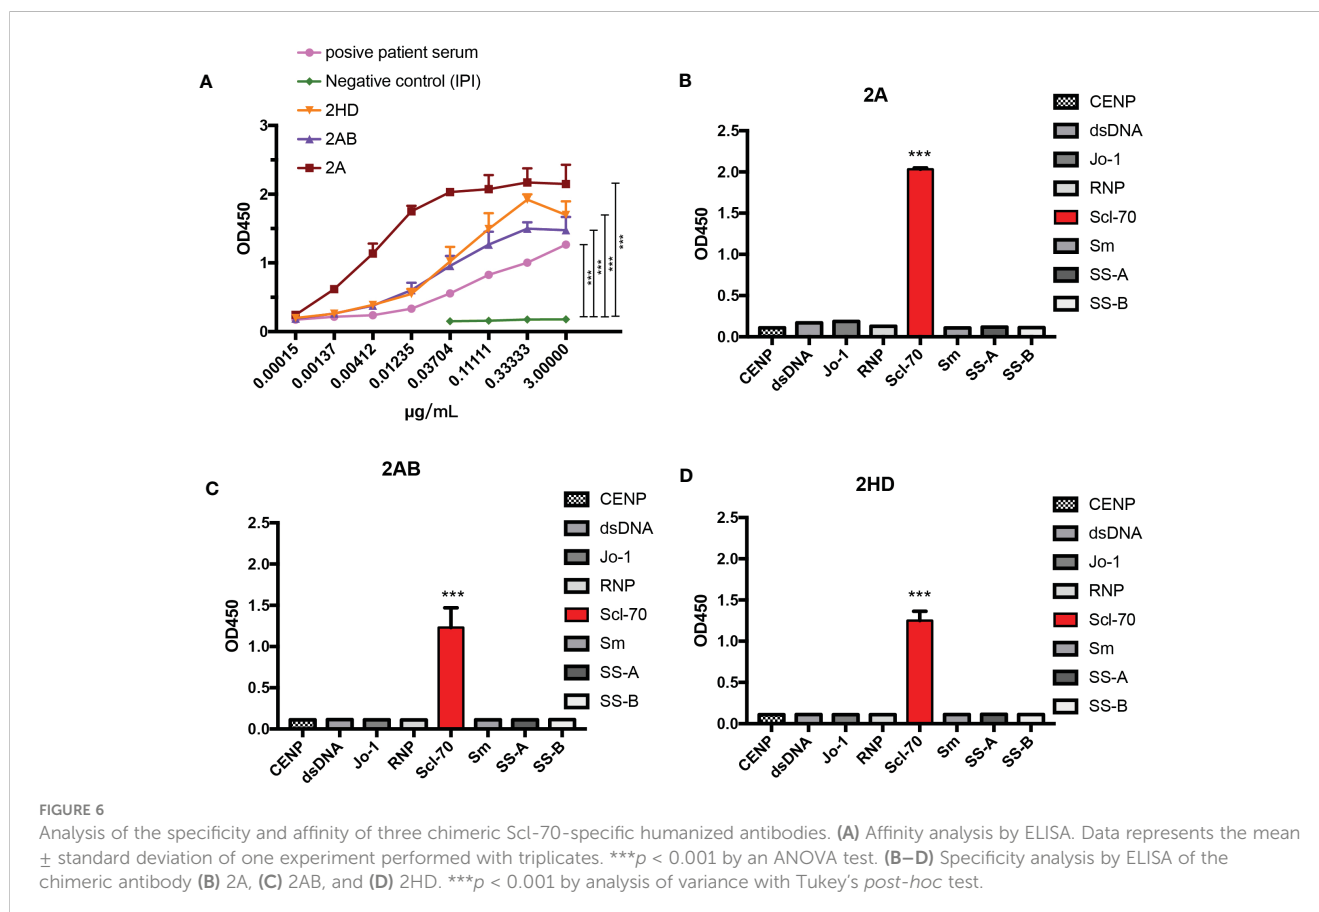 A
posive patient serum
Negative control (IPI)
2HD
2AB
2A
3
2
1
0
OD450
0.00015
0.00137
0.00412
0.01235
0.03704
0.11111
0.33333
3.00000
µg/mL
***
***
***
***
B
2A
2.5
2.0
1.5
1.0
0.5
0.0
OD450
***
CENP
dsDNA
Jo-1
RNP
Scl-70
Sm
SS-A
SS-B
CENP
dsDNA
Jo-1
RNP
Scl-70
Sm
SS-A
SS-B
C
2AB
2.5
2.0
1.5
1.0
0.5
0.0
OD450
***
CENP
dsDNA
Jo-1
RNP
Scl-70
Sm
SS-A
SS-B
CENP
dsDNA
Jo-1
RNP
Scl-70
Sm
SS-A
SS-B
D
2HD
2.5
2.0
1.5
1.0
0.5
0.0
OD450
***
CENP
dsDNA
Jo-1
RNP
Scl-70
Sm
SS-A
SS-B
CENP
dsDNA
Jo-1
RNP
Scl-70
Sm
SS-A
SS-B
FIGURE 6
Analysis of the specificity and affinity of three chimeric Scl-70-specific humanized antibodies. (A) Affinity analysis by ELISA. Data represents the mean
± standard deviation of one experiment performed with triplicates. ***p < 0.001 by an ANOVA test. (B–D) Specificity analysis by ELISA of the
chimeric antibody (B) 2A, (C) 2AB, and (D) 2HD. ***p < 0.001 by analysis of variance with Tukey's post-hoc test.